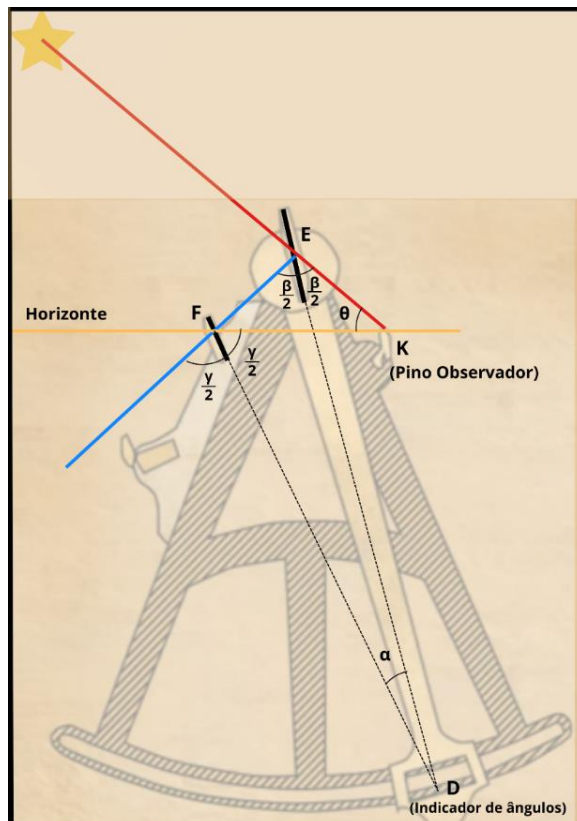 E
β/2 β/2
F
Horizonte
θ
K
(Pino Observador)
γ/2
γ/2
α
D
(Indicador de ângulos)